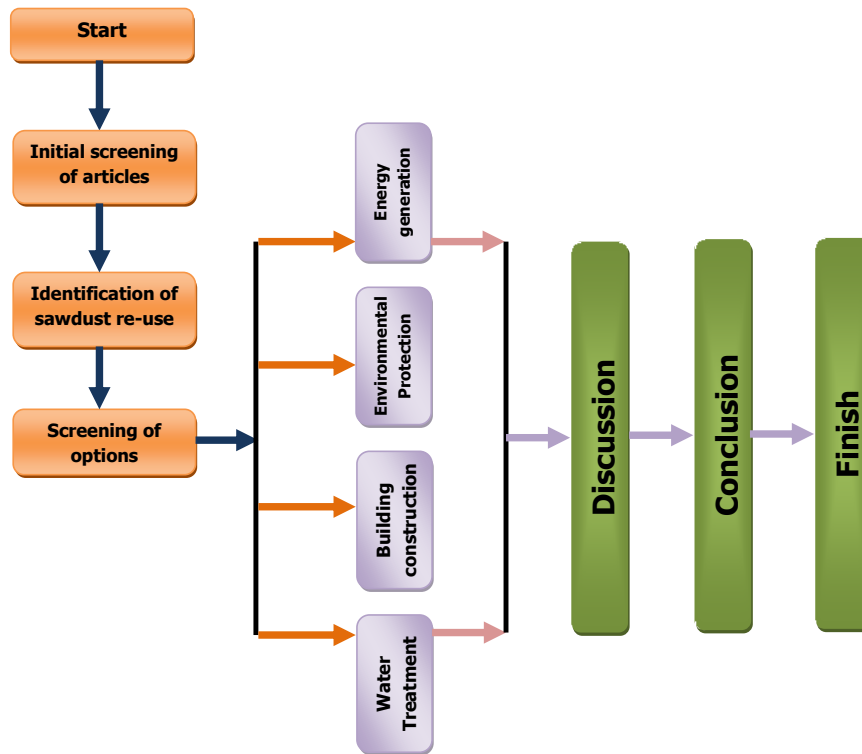 Start
Initial screening
of articles
Identification of
sawdust re-use
Screening of
options
Energy
generation
Environmental
Protection
Building
construction
Water
Treatment
Discussion
Conclusion
Finish